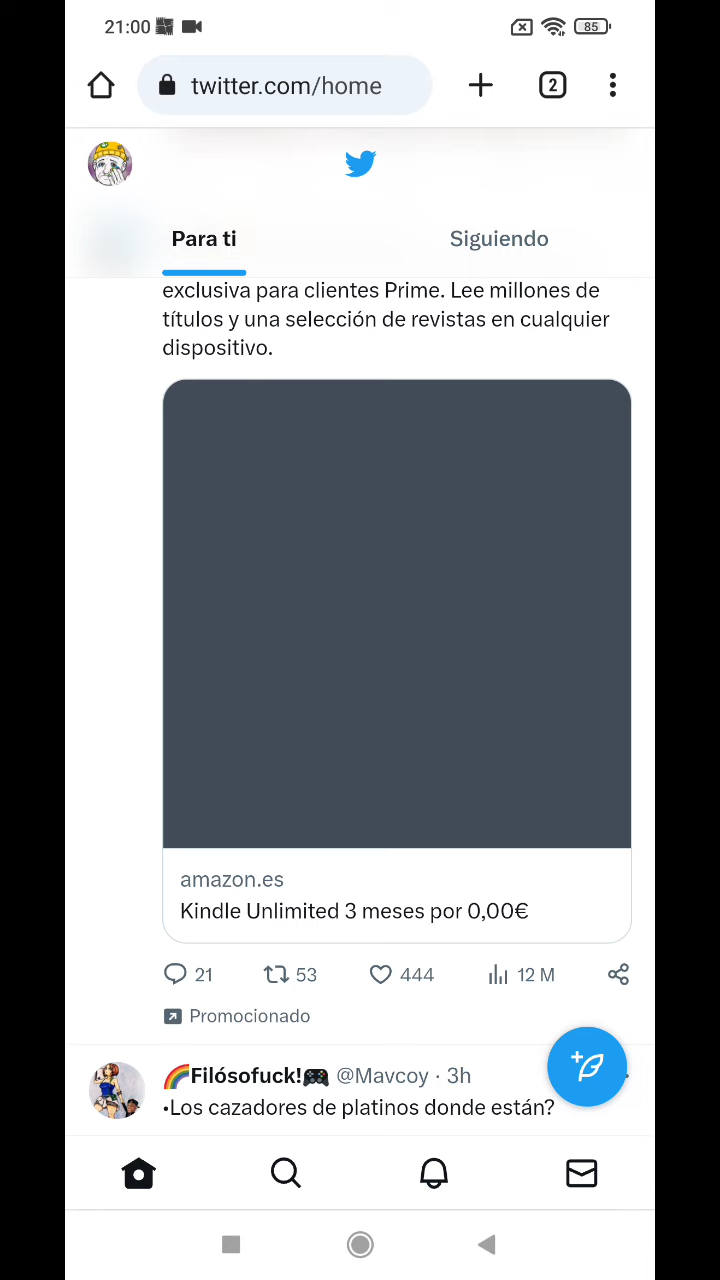 21:00
85
twitter.com/home
2
Para ti
Siguiendo
exclusiva para clientes Prime. Lee millones de
títulos y una selección de revistas en cualquier
dispositivo.
amazon.es
Kindle Unlimited 3 meses por 0,00€
21 53 444 12 M
Promocionado
🌈Filósofuck!🎮 @Mavcoy · 3h
•Los cazadores de platinos donde están?